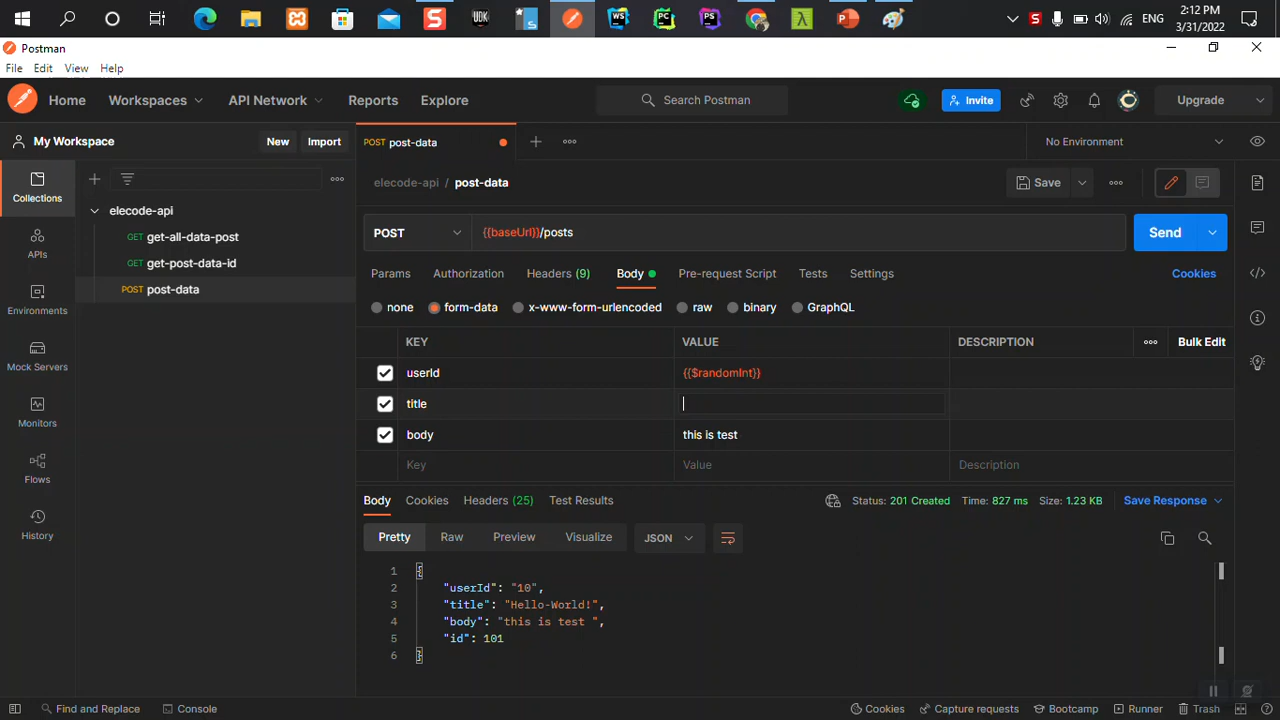 ENG
2:12 PM
3/31/2022
Postman
File Edit View Help
Home Workspaces API Network Reports Explore
Search Postman
Invite
Upgrade
My Workspace
New Import
POST post-data
No Environment
elecode-api / post-data
Save
Collections
APIs
Environments
Mock Servers
Monitors
Flows
History
elecode-api
GET get-all-data-post
GET get-post-data-id
POST post-data
POST {{baseUrl}}/posts Send
Params Authorization Headers (9) Body Pre-request Script Tests Settings Cookies
none form-data x-www-form-urlencoded raw binary GraphQL
KEY VALUE DESCRIPTION Bulk Edit
userId {{$randomInt}}
title
body this is test
Key Value Description
Body Cookies Headers (25) Test Results Status: 201 Created Time: 827 ms Size: 1.23 KB Save Response
Pretty Raw Preview Visualize JSON
1 {
2 "userId": "10",
3 "title": "Hello-World!",
4 "body": "this is test ",
5 "id": 101
6 }
Find and Replace Console Cookies Capture requests Bootcamp Runner Trash